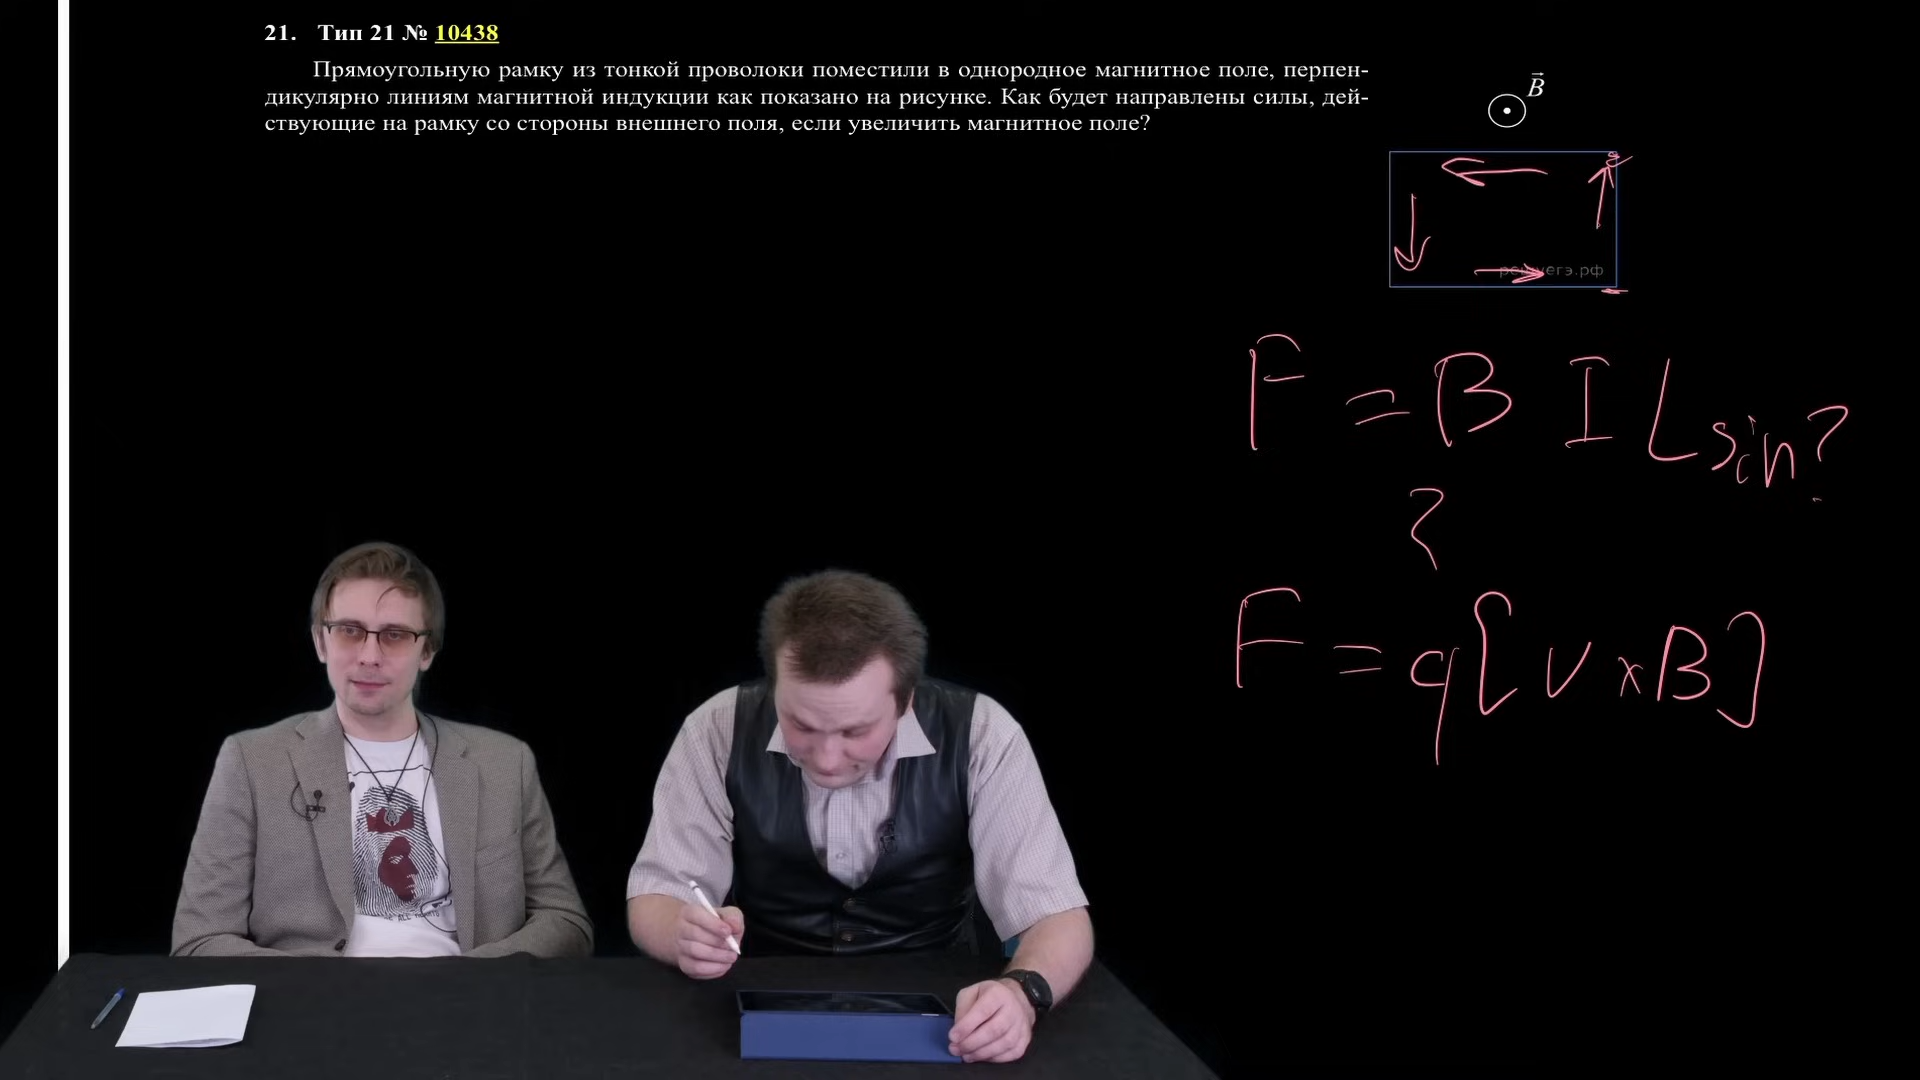 21. Тип 21 № 10438
Прямоугольную рамку из тонкой проволоки поместили в однородное магнитное поле, перпен-
дикулярно линиям магнитной индукции как показано на рисунке. Как будет направлены силы, дей-
ствующие на рамку со стороны внешнего поля, если увеличить магнитное поле?
B
F = B I L sin ?
?
F = q [ V x B ]